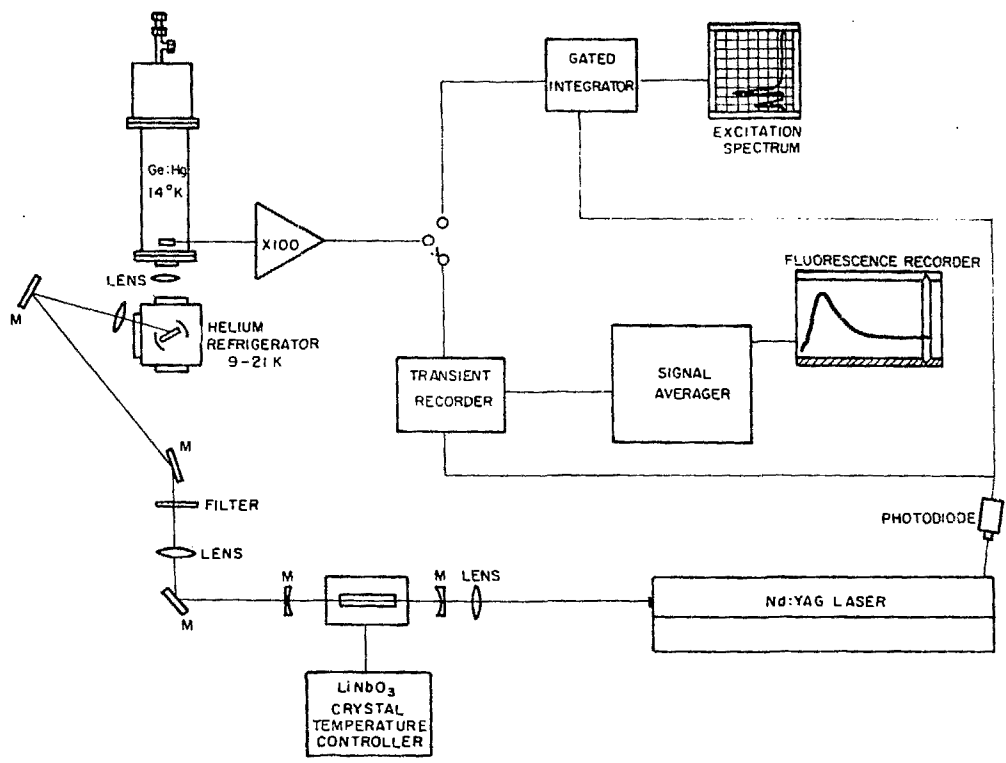 GATED
INTEGRATOR
EXCITATION
SPECTRUM
Ge:Hg
14°K
X100
LENS
M
HELIUM
REFRIGERATOR
9-21K
FLUORESCENCE RECORDER
TRANSIENT
RECORDER
SIGNAL
AVERAGER
M
FILTER
LENS
M
M
M
LENS
PHOTODIODE
Nd:YAG LASER
LiNbO3
CRYSTAL
TEMPERATURE
CONTROLLER